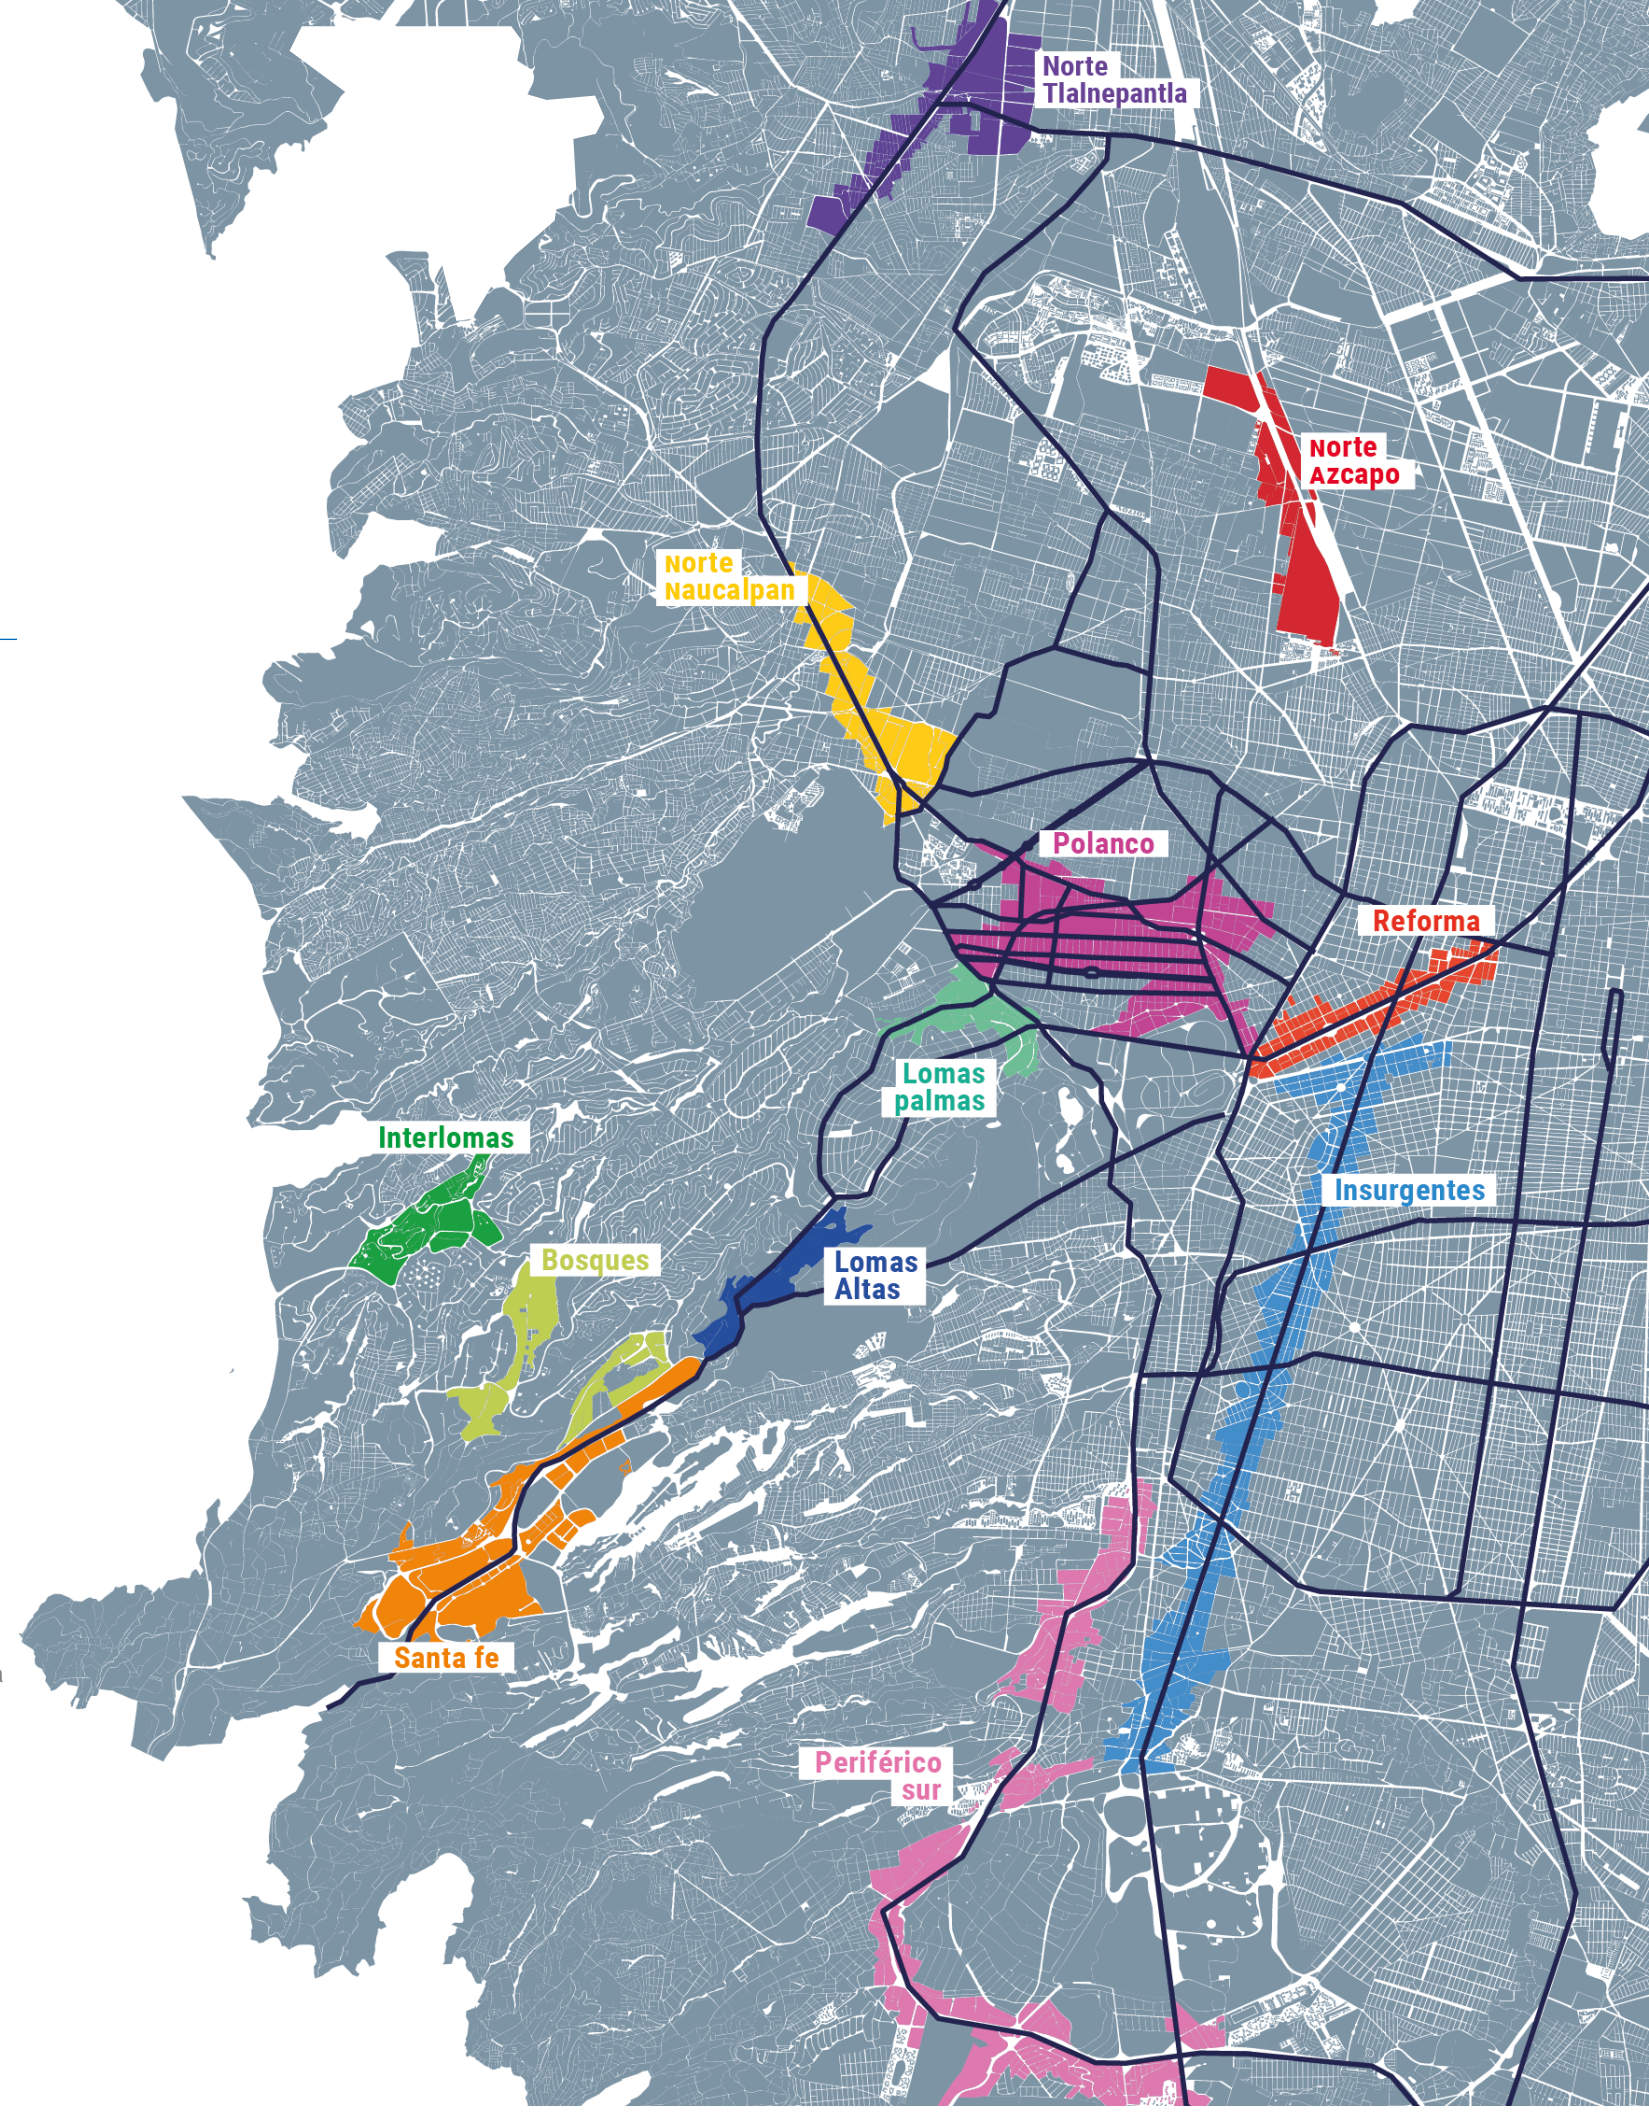 Norte
Tlalnepantla
Norte
Azcapo
Norte
Naucalpan
Polanco
Reforma
Lomas
palmas
Interlomas
Insurgentes
Bosques
Lomas
Altas
Santa fe
Periférico
sur